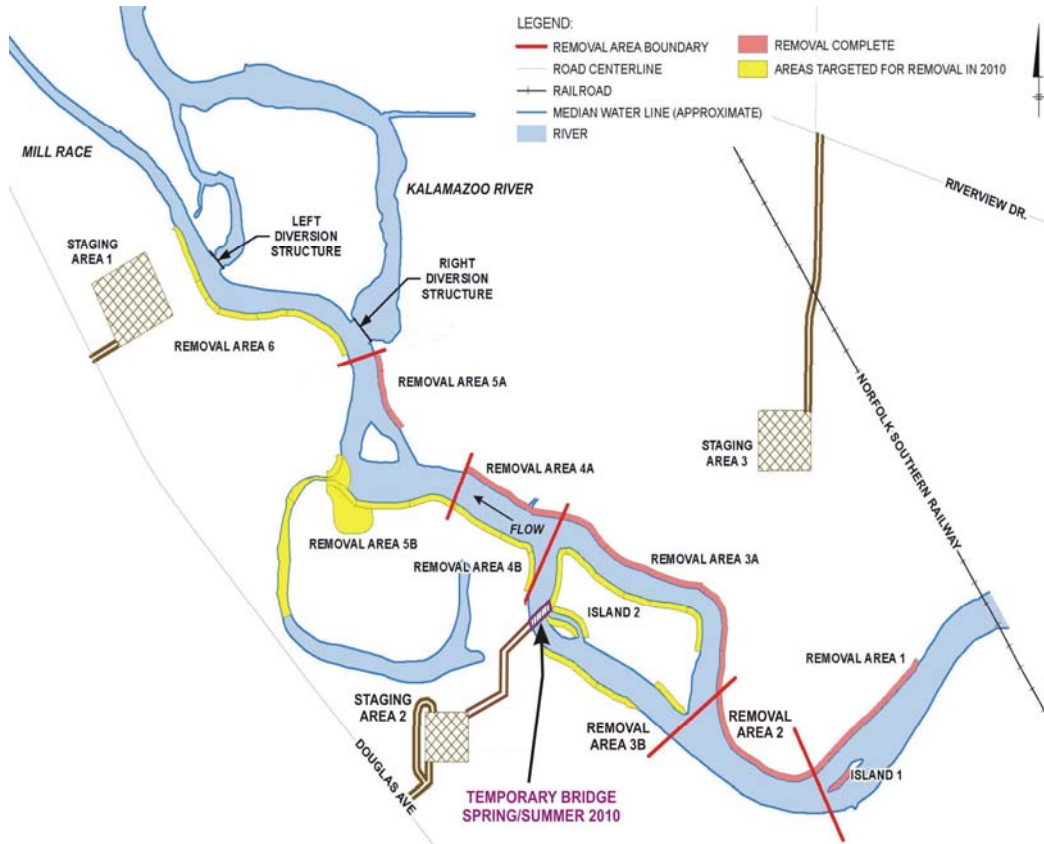 LEGEND:
REMOVAL AREA BOUNDARY
ROAD CENTERLINE
RAILROAD
MEDIAN WATER LINE (APPROXIMATE)
RIVER
REMOVAL COMPLETE
AREAS TARGETED FOR REMOVAL IN 2010
MILL RACE
KALAMAZOO RIVER
RIVERVIEW DR.
LEFT
DIVERSION
STRUCTURE
STAGING
AREA 1
RIGHT
DIVERSION
STRUCTURE
REMOVAL AREA 6
REMOVAL AREA 5A
NORFOLK SOUTHERN RAILWAY
STAGING
AREA 3
REMOVAL AREA 4A
FLOW
REMOVAL AREA 5B
REMOVAL AREA 4B
REMOVAL AREA 3A
ISLAND 2
REMOVAL AREA 1
STAGING
AREA 2
REMOVAL
AREA 3B
REMOVAL
AREA 2
ISLAND 1
DOUGLAS AVE
TEMPORARY BRIDGE
SPRING/SUMMER 2010